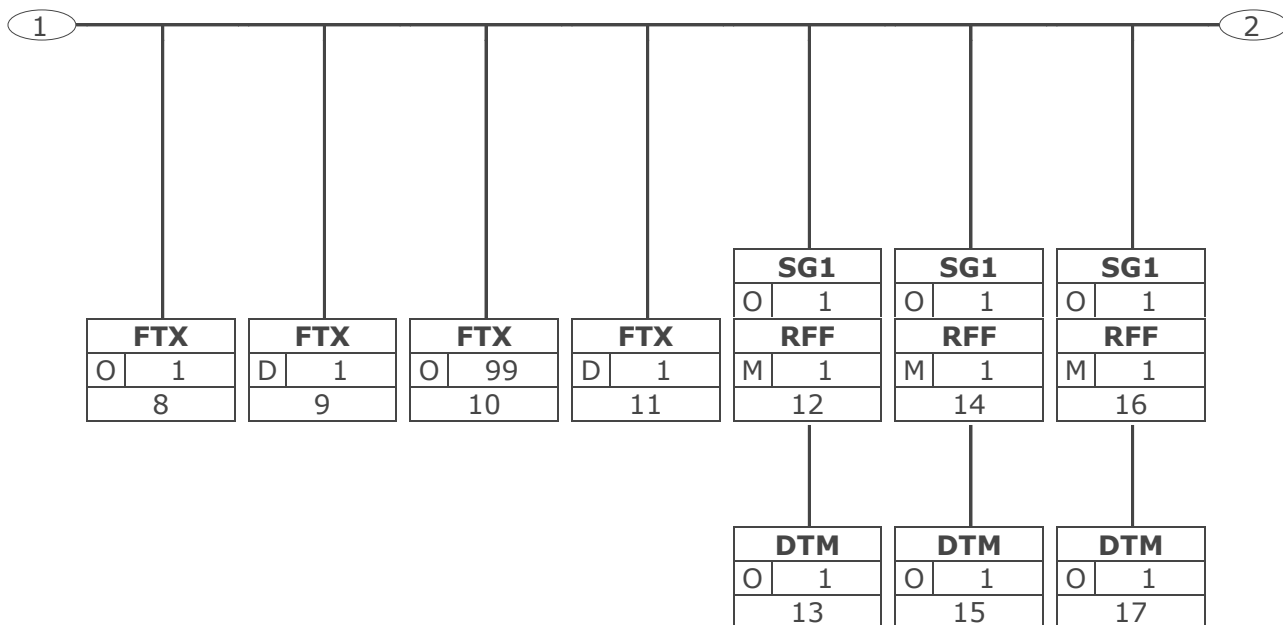 1 2
SG1 SG1 SG1
O 1 O 1 O 1
FTX FTX FTX FTX RFF RFF RFF
O 1 D 1 O 99 D 1 M 1 M 1 M 1
8 9 10 11 12 14 16
DTM DTM DTM
O 1 O 1 O 1
13 15 17